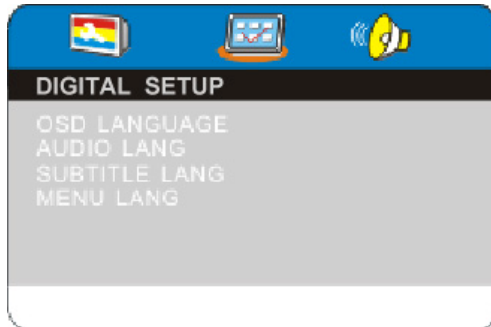 DIGITAL SETUP
OSD LANGUAGE
AUDIO LANG
SUBTITLE LANG
MENU LANG